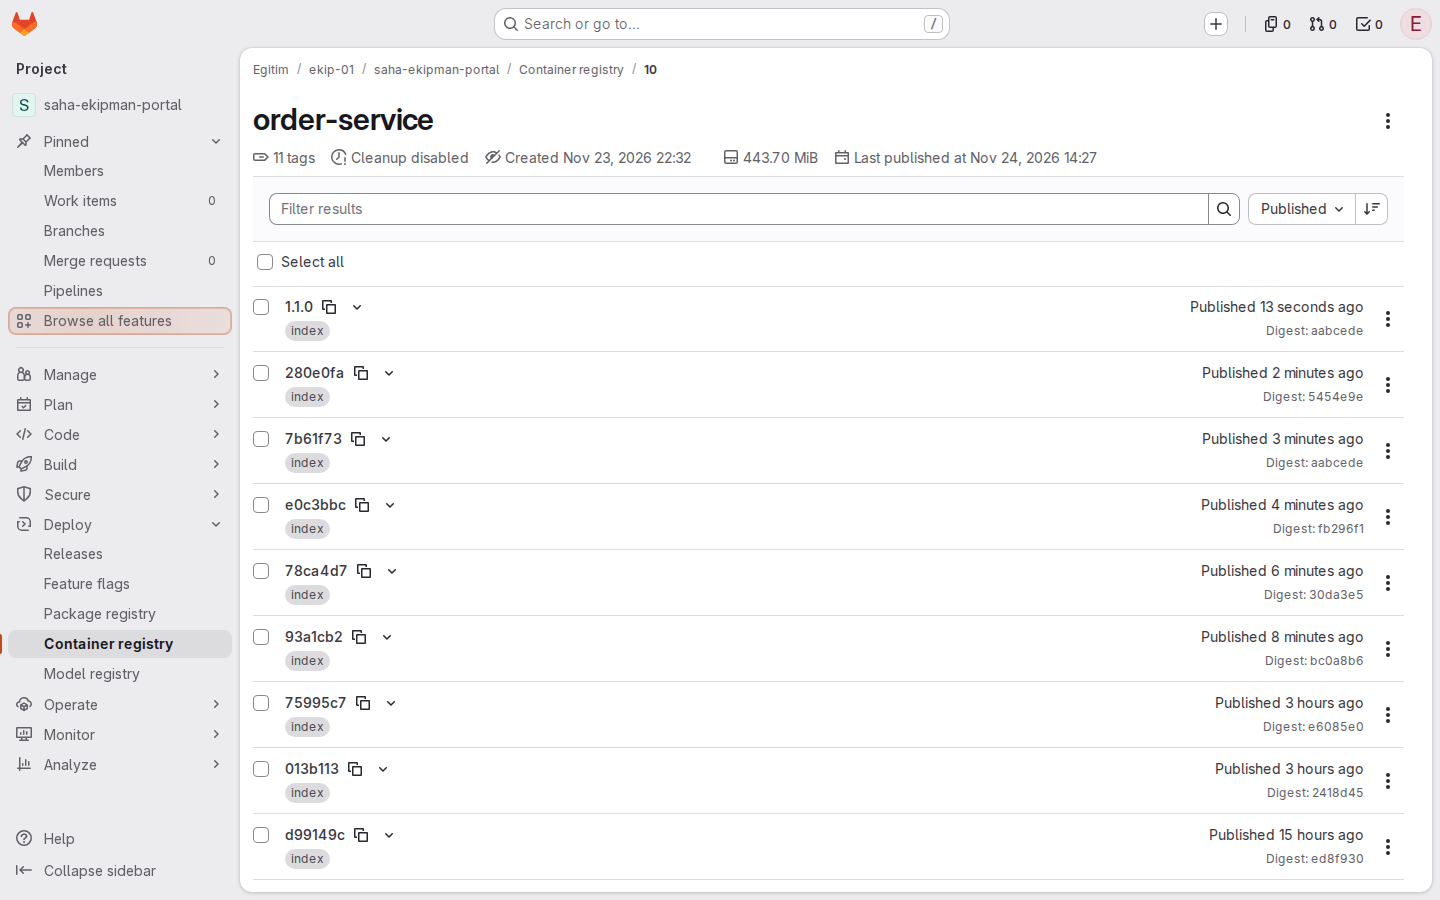 Search or go to...
/
0
0
0
E
Project
S
saha-ekipman-portal
Pinned
Members
Work items 0
Branches
Merge requests 0
Pipelines
Browse all features
Manage
Plan
Code
Build
Secure
Deploy
Releases
Feature flags
Package registry
Container registry
Model registry
Operate
Monitor
Analyze
Help
Collapse sidebar
Egitim / ekip-01 / saha-ekipman-portal / Container registry / 10
order-service
11 tags Cleanup disabled Created Nov 23, 2026 22:32 443.70 MiB Last published at Nov 24, 2026 14:27
Filter results
Published
Select all
1.1.0 Published 13 seconds ago
index Digest: aabcede
280e0fa Published 2 minutes ago
index Digest: 5454e9e
7b61f73 Published 3 minutes ago
index Digest: aabcede
e0c3bbc Published 4 minutes ago
index Digest: fb296f1
78ca4d7 Published 6 minutes ago
index Digest: 30da3e5
93a1cb2 Published 8 minutes ago
index Digest: bc0a8b6
75995c7 Published 3 hours ago
index Digest: e6085e0
013b113 Published 3 hours ago
index Digest: 2418d45
d99149c Published 15 hours ago
index Digest: ed8f930